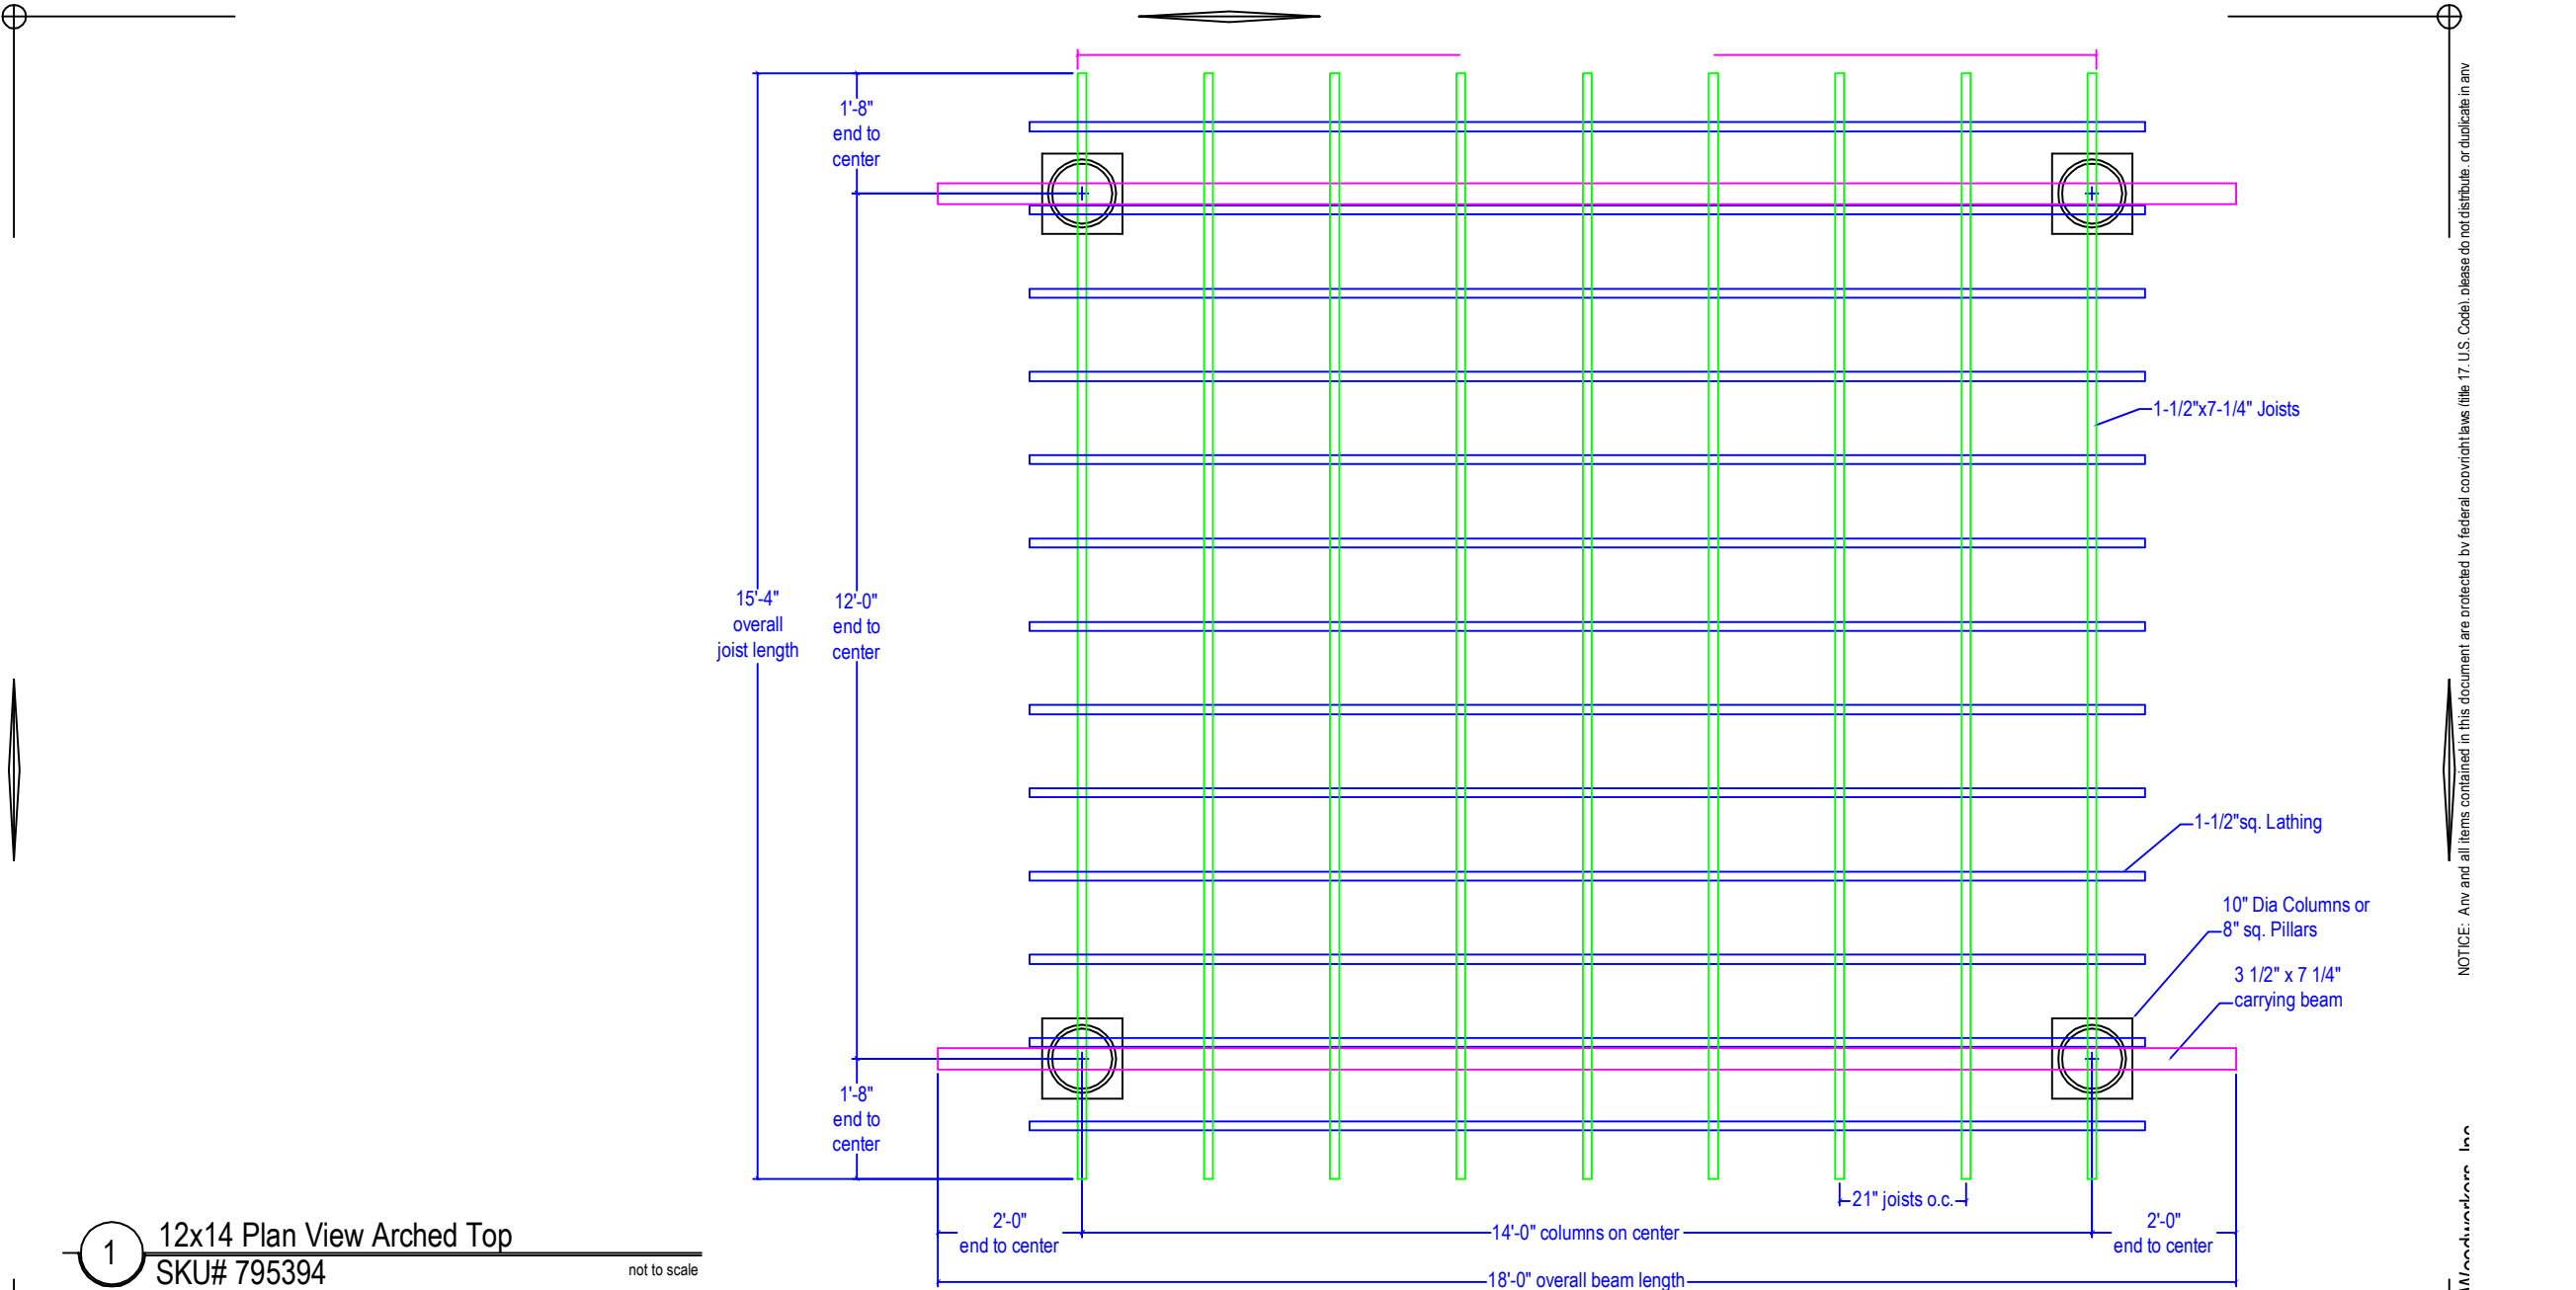 1'-8"
end to
center
15'-4"
overall
joist length
12'-0"
end to
center
1-1/2"x7-1/4" Joists
1-1/2"sq. Lathing
10" Dia Columns or
8" sq. Pillars
3 1/2" x 7 1/4"
carrying beam
1'-8"
end to
center
21" joists o.c.
2'-0"
end to center
14'-0" columns on center
2'-0"
end to center
18'-0" overall beam length
1
12x14 Plan View Arched Top
SKU# 795394
not to scale
NOTICE: Any and all items contained in this document are protected by federal copyright laws (title 17, U.S. Code), please do not distribute, or duplicate in any
Woodworkers, Inc